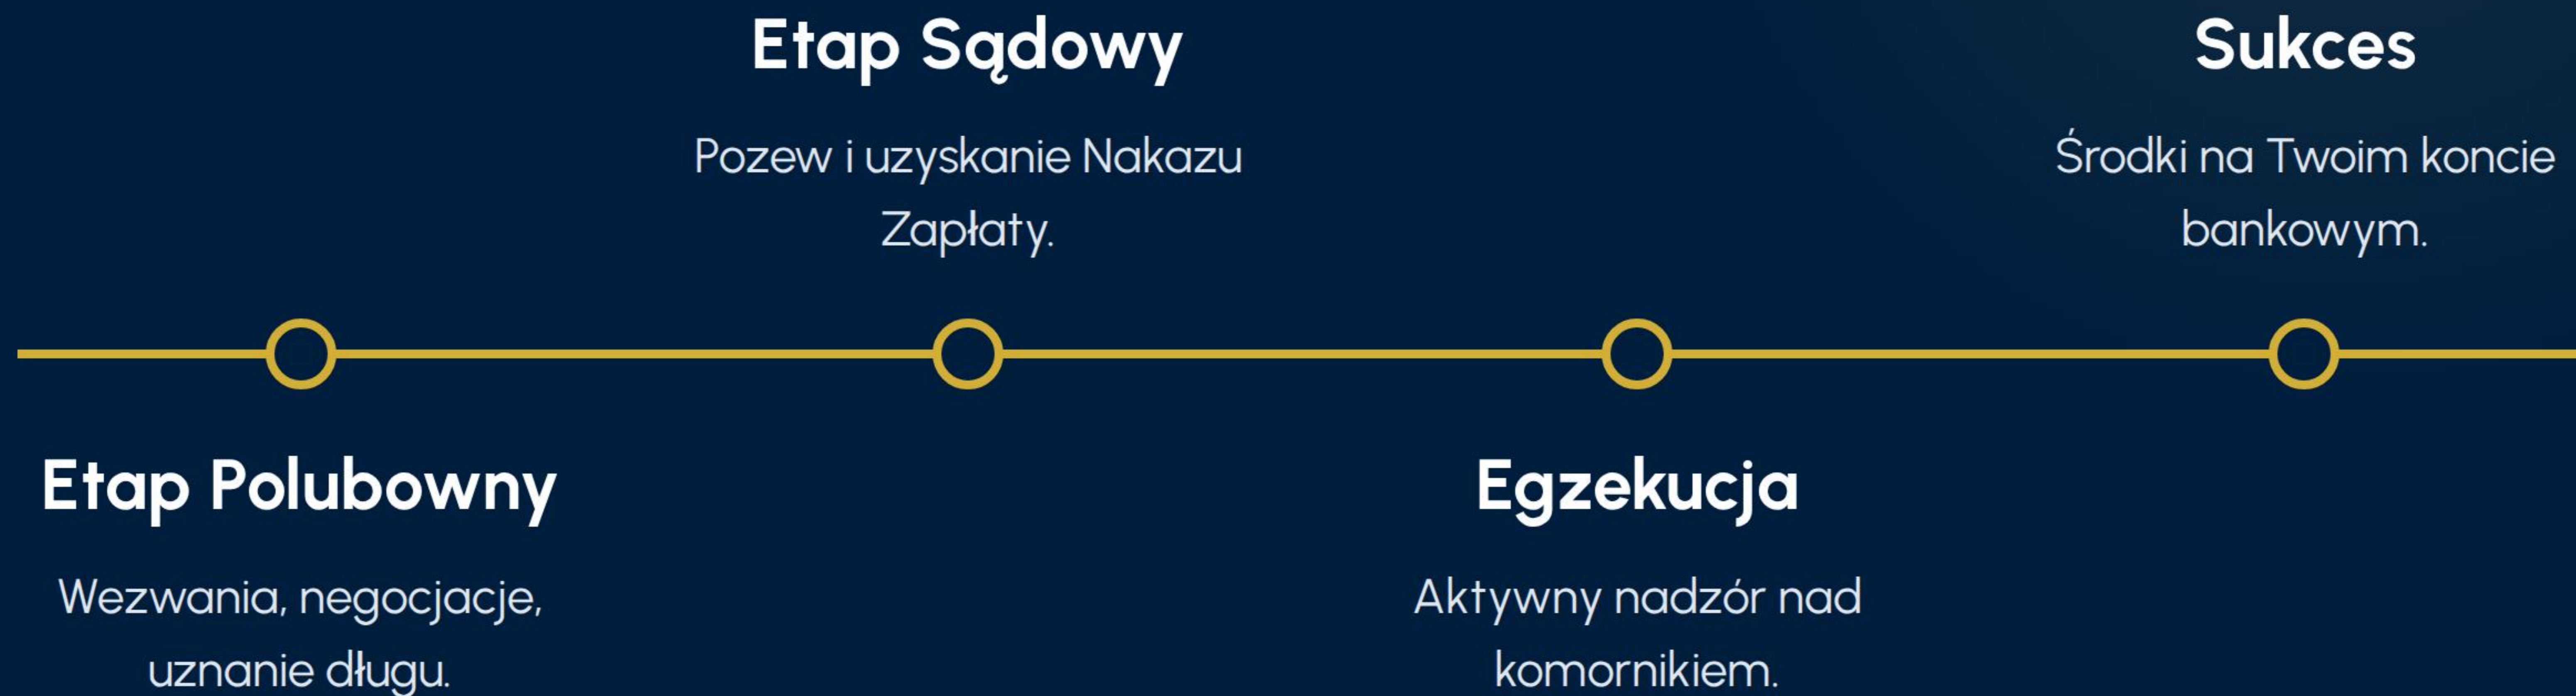 Etap Sądowy
Pozew i uzyskanie Nakazu
Zapłaty.
Sukces
Środki na Twoim koncie
bankowym.
Etap Polubowny
Wezwania, negocjacje,
uznanie długu.
Egzekucja
Aktywny nadzór nad
komornikiem.